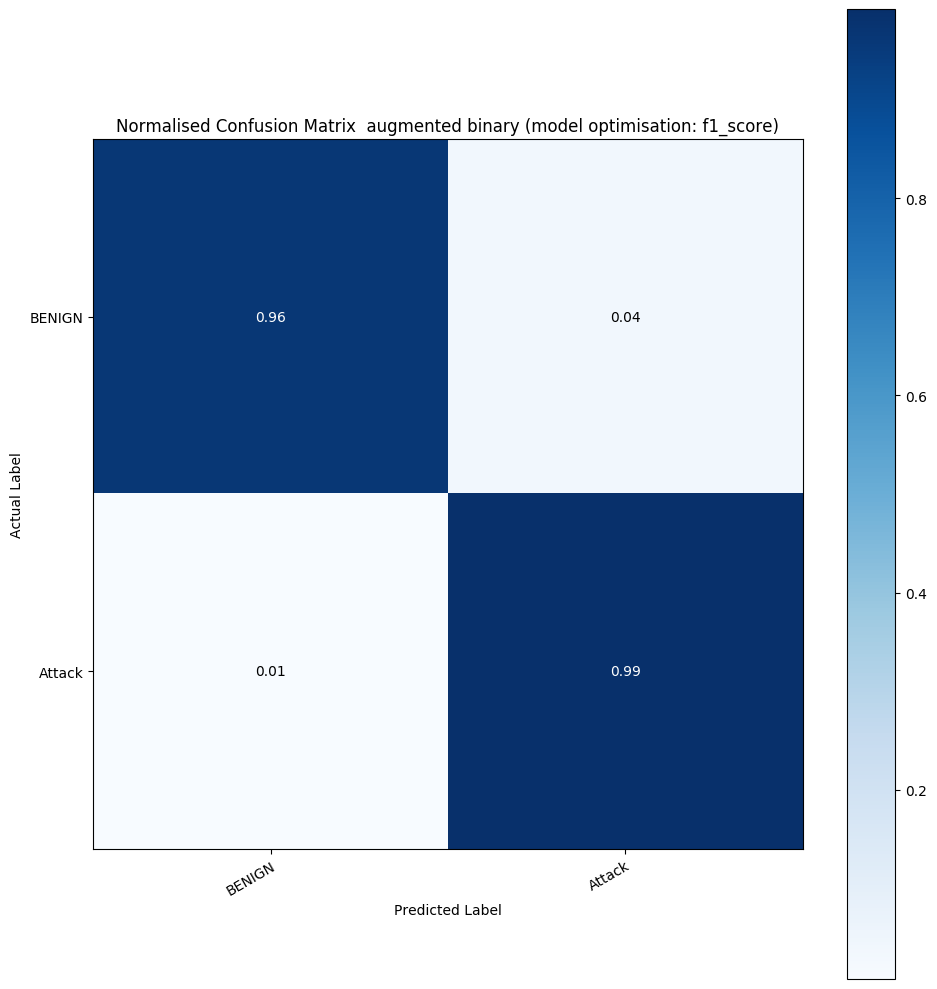 Normalised Confusion Matrix  augmented binary (model optimisation: f1_score)
0.8
BENIGN
0.96
0.04
0.6
Actual Label
0.4
Attack
0.01
0.99
0.2
BENIGN
Attack
Predicted Label